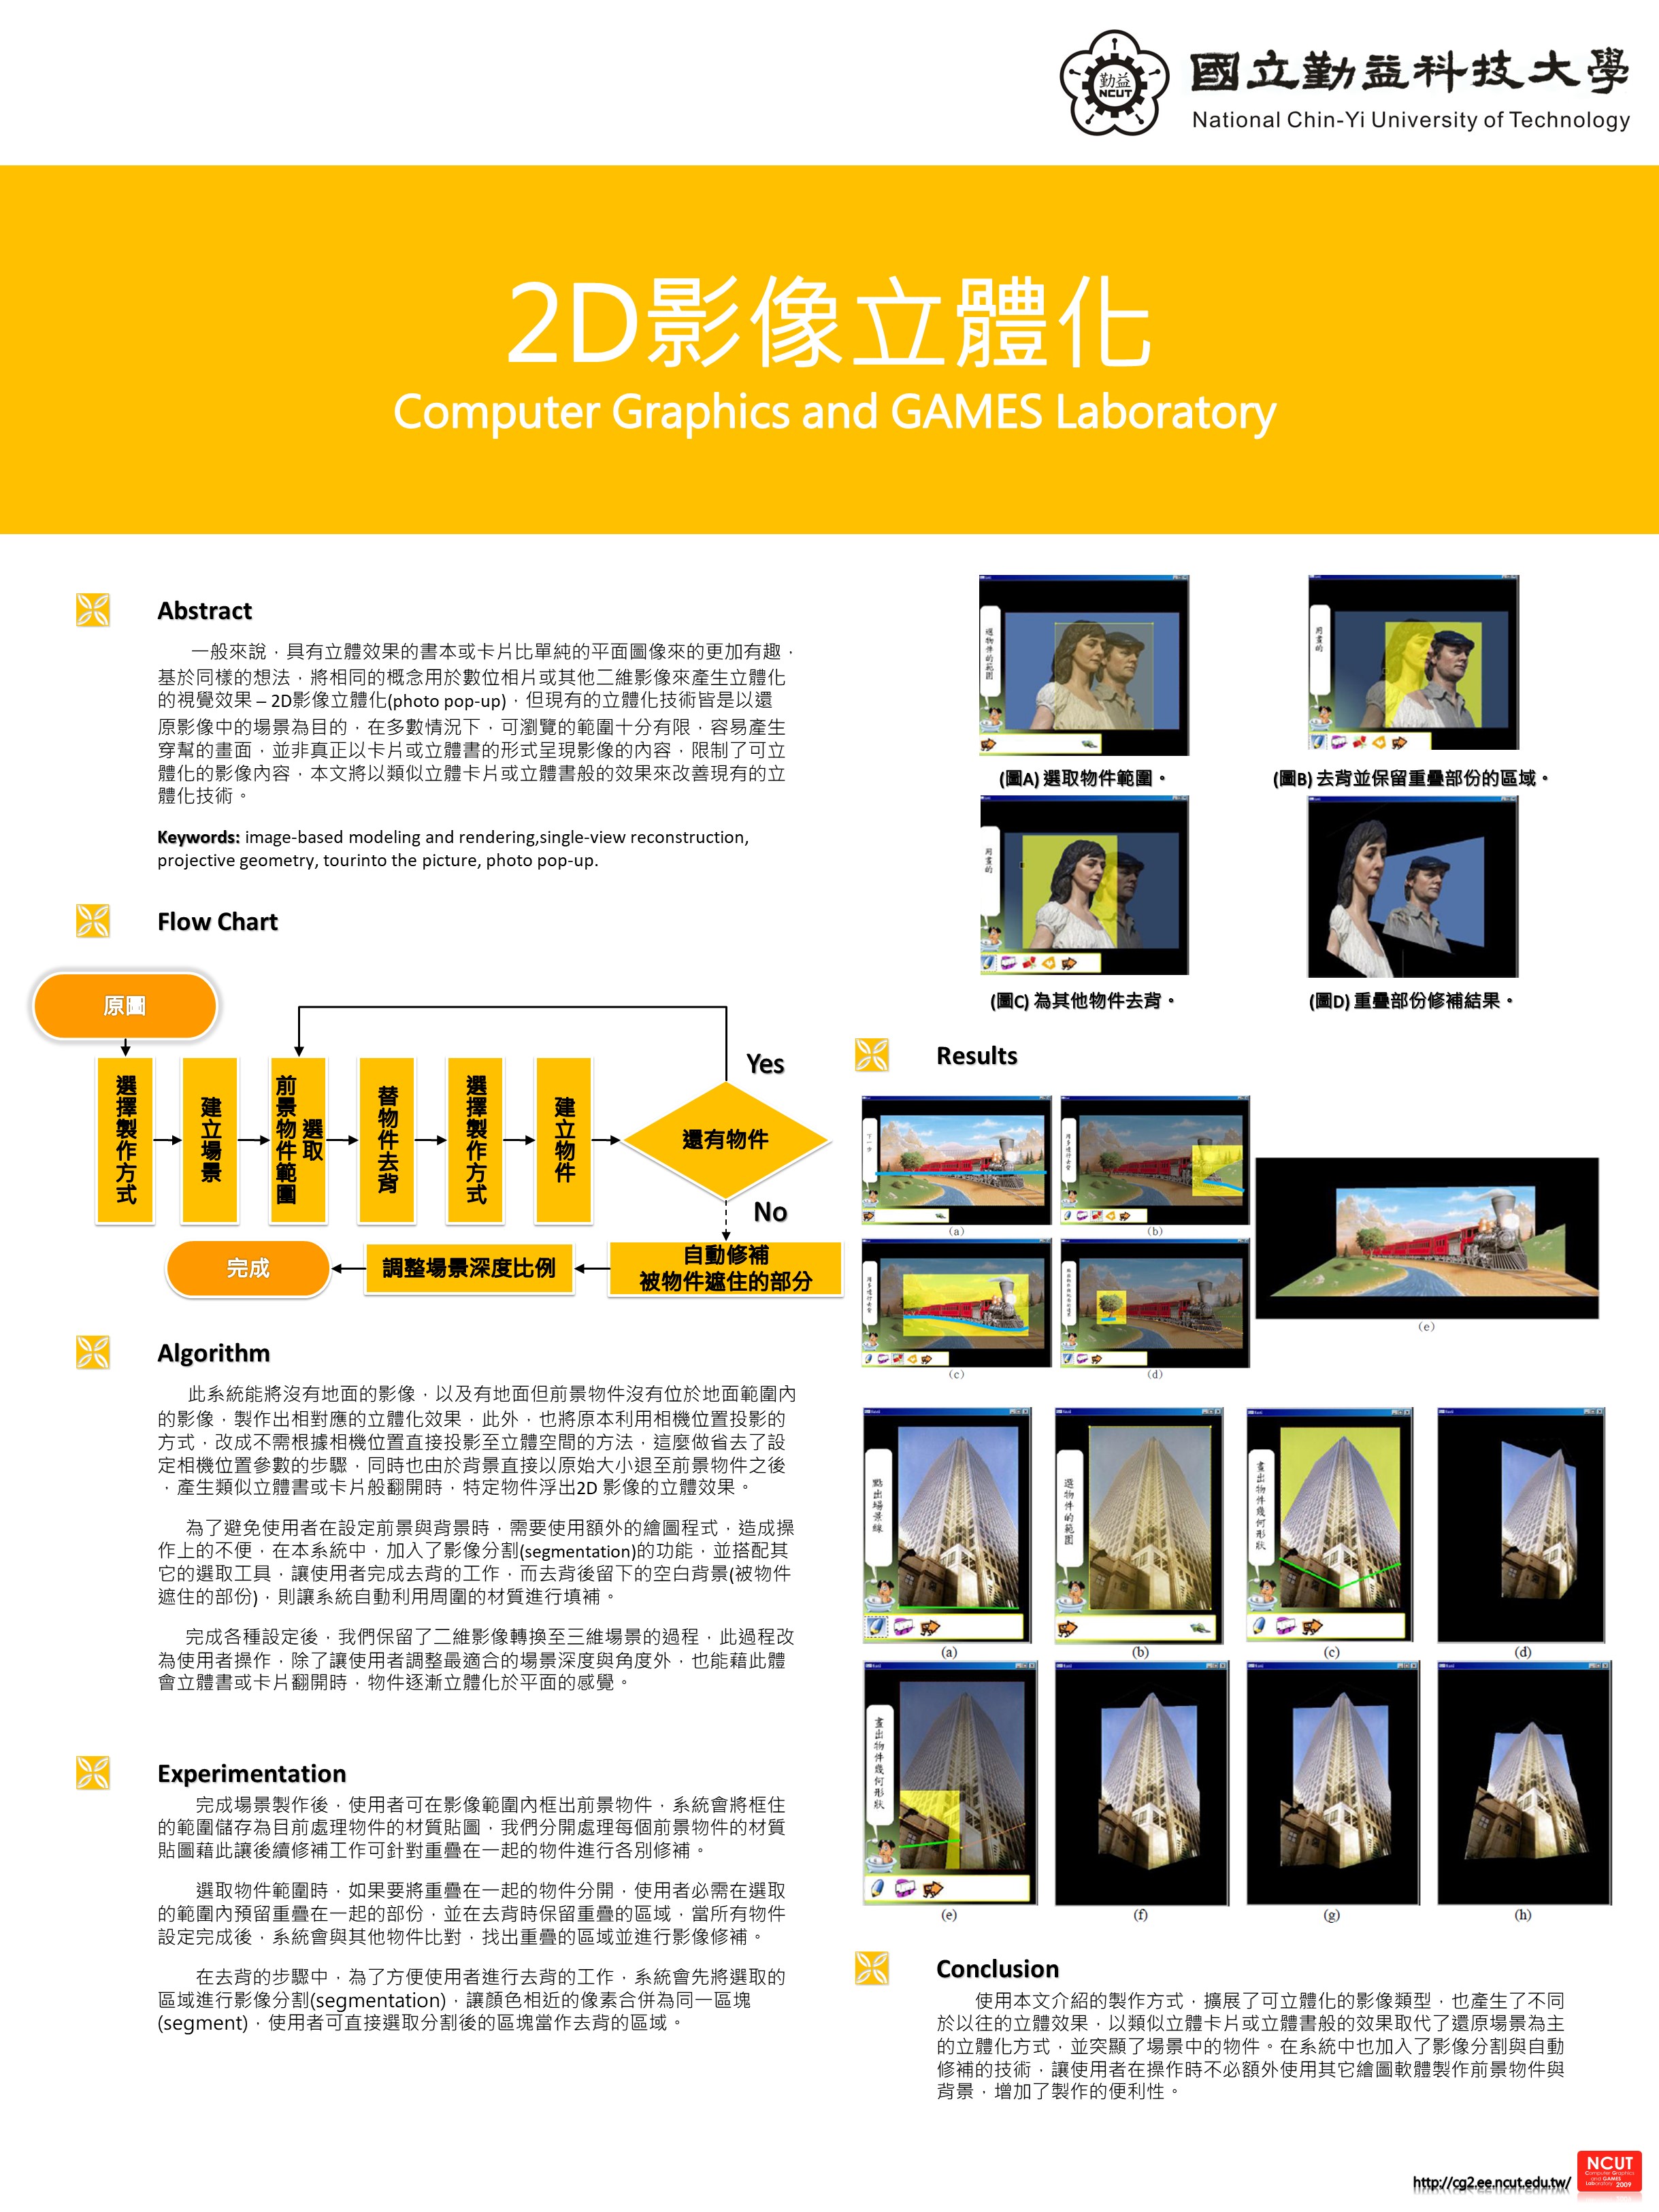 勤益
NCUT
國立勤益科技大學
National Chin-Yi University of Technology
2D影像立體化
Computer Graphics and GAMES Laboratory
Abstract
一般來說，具有立體效果的書本或卡片比單純的平面圖像來的更加有趣，
基於同樣的想法，將相同的概念用於數位相片或其他二維影像來產生立體化
的視覺效果 – 2D影像立體化(photo pop-up)，但現有的立體化技術皆是以還
原影像中的場景為目的，在多數情況下，可瀏覽的範圍十分有限，容易產生
穿幫的畫面，並非真正以卡片或立體書的形式呈現影像的內容，限制了可立
體化的影像內容，本文將以類似立體卡片或立體書般的效果來改善現有的立
體化技術。
Keywords: image-based modeling and rendering,single-view reconstruction,
projective geometry, tourinto the picture, photo pop-up.
Flow Chart
原圖
選擇製作方式
建立場景
選取
前景物件範圍
替物件去背
選擇製作方式
建立物件
還有物件
Yes
No
自動修補
被物件遮住的部分
調整場景深度比例
完成
Algorithm
此系統能將沒有地面的影像，以及有地面但前景物件沒有位於地面範圍內
的影像，製作出相對應的立體化效果，此外，也將原本利用相機位置投影的
方式，改成不需根據相機位置直接投影至立體空間的方法，這麼做省去了設
定相機位置參數的步驟，同時也由於背景直接以原始大小退至前景物件之後
，產生類似立體書或卡片般翻開時，特定物件浮出2D 影像的立體效果。
為了避免使用者在設定前景與背景時，需要使用額外的繪圖程式，造成操
作上的不便，在本系統中，加入了影像分割(segmentation)的功能，並搭配其
它的選取工具，讓使用者完成去背的工作，而去背後留下的空白背景(被物件
遮住的部份)，則讓系統自動利用周圍的材質進行填補。
完成各種設定後，我們保留了二維影像轉換至三維場景的過程，此過程改
為使用者操作，除了讓使用者調整最適合的場景深度與角度外，也能藉此體
會立體書或卡片翻開時，物件逐漸立體化於平面的感覺。
Experimentation
完成場景製作後，使用者可在影像範圍內框出前景物件，系統會將框住
的範圍儲存為目前處理物件的材質貼圖，我們分開處理每個前景物件的材質
貼圖藉此讓後續修補工作可針對重疊在一起的物件進行各別修補。
選取物件範圍時，如果要將重疊在一起的物件分開，使用者必需在選取
的範圍內預留重疊在一起的部份，並在去背時保留重疊的區域，當所有物件
設定完成後，系統會與其他物件比對，找出重疊的區域並進行影像修補。
在去背的步驟中，為了方便使用者進行去背的工作，系統會先將選取的
區域進行影像分割(segmentation)，讓顏色相近的像素合併為同一區塊
(segment)，使用者可直接選取分割後的區塊當作去背的區域。
選物件的範圍
(圖A) 選取物件範圍。
用畫的
(圖B) 去背並保留重疊部份的區域。
用畫的
(圖C) 為其他物件去背。
(圖D) 重疊部份修補結果。
Results
下一步
(a)
(b)
(c)
(d)
(e)
點出場景線
(a)
選物件的範圍
(b)
畫出物件幾何形狀
(c)
(d)
畫出物件幾何形狀
(e)
(f)
(g)
(h)
Conclusion
使用本文介紹的製作方式，擴展了可立體化的影像類型，也產生了不同
於以往的立體效果，以類似立體卡片或立體書般的效果取代了還原場景為主
的立體化方式，並突顯了場景中的物件。在系統中也加入了影像分割與自動
修補的技術，讓使用者在操作時不必額外使用其它繪圖軟體製作前景物件與
背景，增加了製作的便利性。
http://cg2.ee.ncut.edu.tw/
NCUT
Computer Graphics
and GAMES
Laboratory 2009